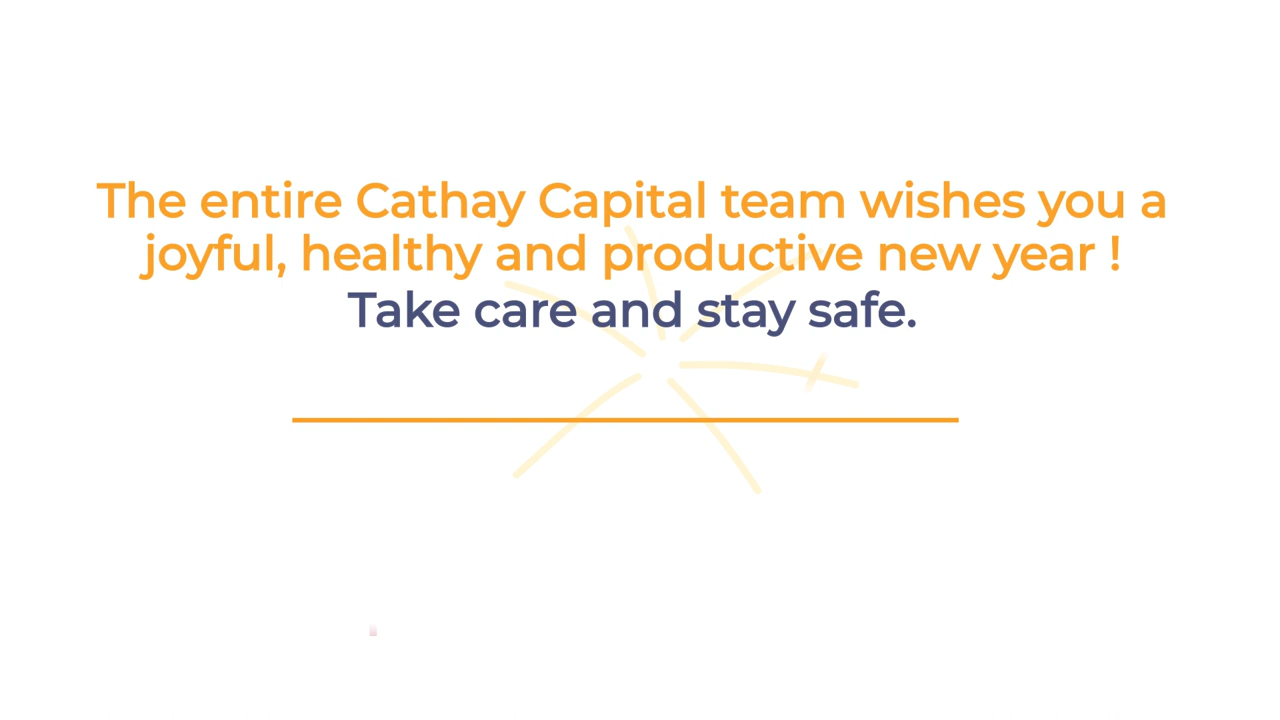 The entire Cathay Capital team wishes you a
joyful, healthy and productive new year !
Take care and stay safe.